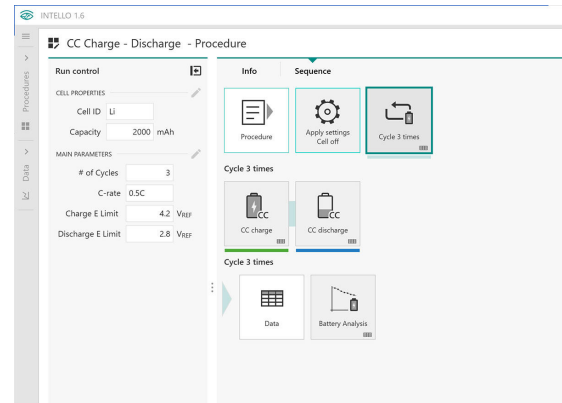 INTELLO 1.6
CC Charge - Discharge - Procedure
Procedures
Data
Run control
CELL PROPERTIES
Cell ID Li
Capacity 2000 mAh
MAIN PARAMETERS
# of Cycles 3
C-rate 0.5C
Charge E Limit 4.2 VREF
Discharge E Limit 2.8 VREF
Info Sequence
Procedure
Apply settings
Cell off
Cycle 3 times
Cycle 3 times
CC
CC charge
CC
CC discharge
Cycle 3 times
Data
Battery Analysis